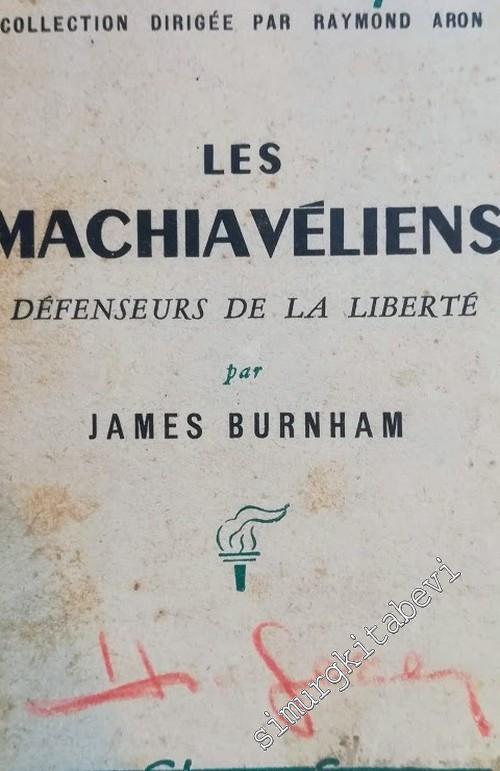 COLLECTION DIRIGÉE PAR RAYMOND ARON
LES
MACHIAVÉLIENS
DÉFENSEURS DE LA LIBERTÉ
par
JAMES BURNHAM
simurgkitabevi